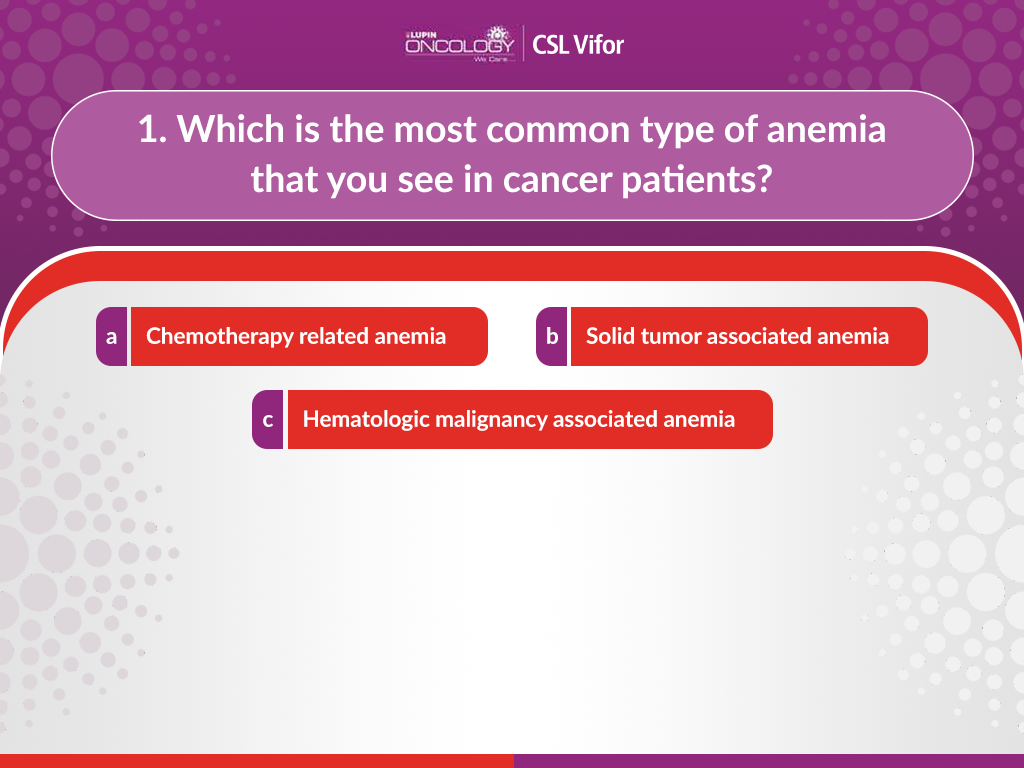 LUPIN
ONCOLOGY
We Care
CSL Vifor
1. Which is the most common type of anemia
that you see in cancer patients?
a Chemotherapy related anemia
b Solid tumor associated anemia
c Hematologic malignancy associated anemia